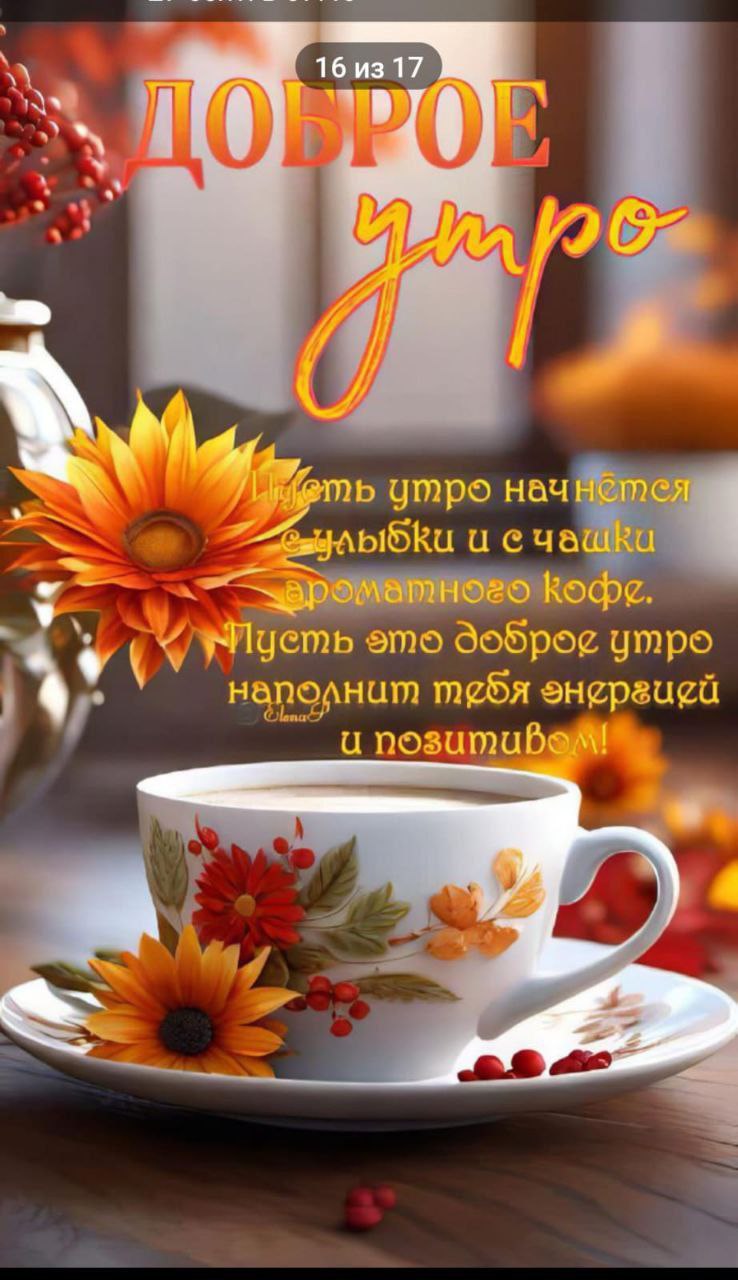 16 из 17
ДОБРОЕ
утро
Пусть утро начнётся
с улыбки и с чашки
ароматного кофе.
Пусть это доброе утро
наполнит тебя энергией
ElenaG
и позитивом!